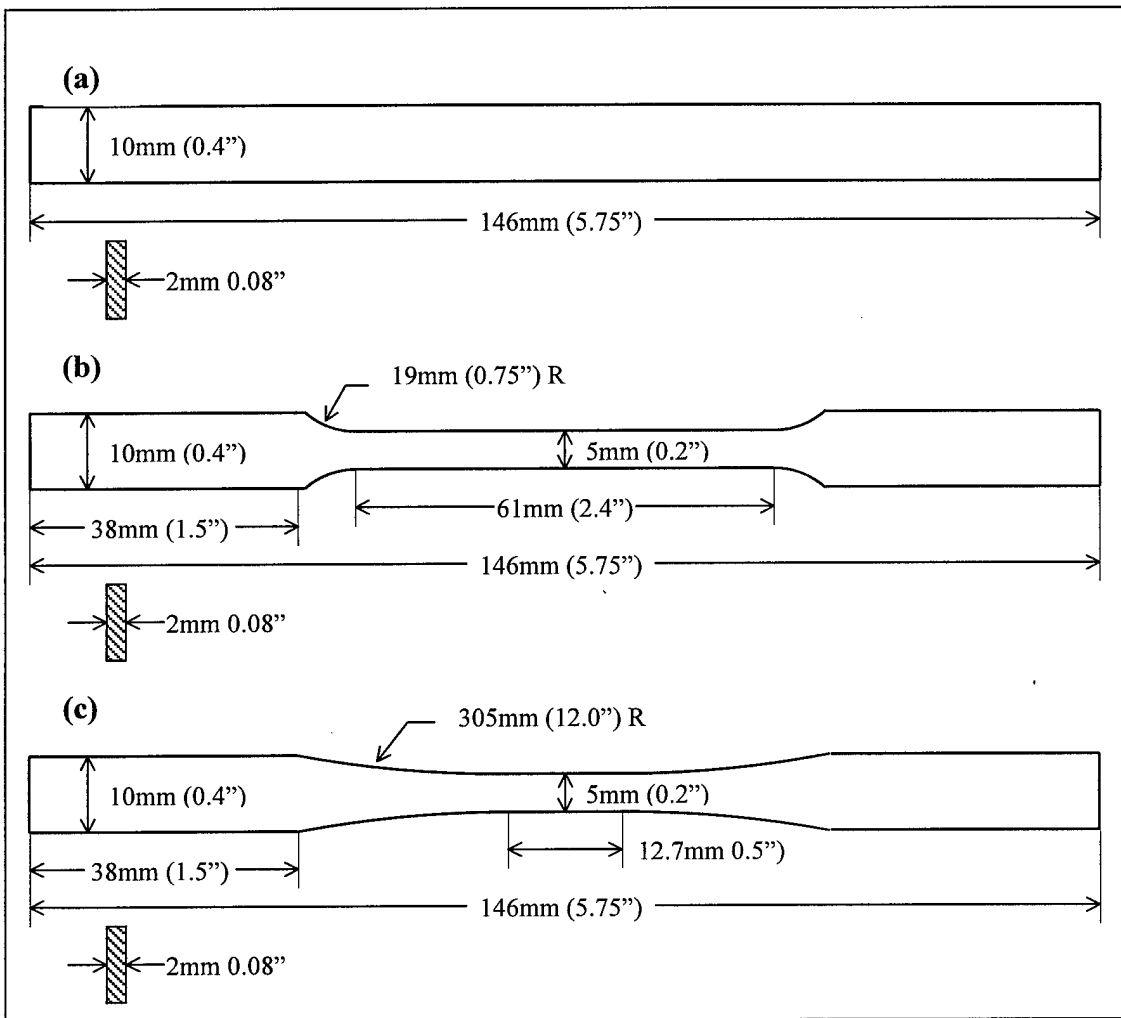 (a)
10mm (0.4”)
146mm (5.75”)
2mm 0.08”
(b)
19mm (0.75”) R
10mm (0.4”)
5mm (0.2”)
61mm (2.4”)
38mm (1.5”)
146mm (5.75”)
2mm 0.08”
(c)
305mm (12.0”) R
10mm (0.4”)
5mm (0.2”)
12.7mm 0.5”)
38mm (1.5”)
146mm (5.75”)
2mm 0.08”